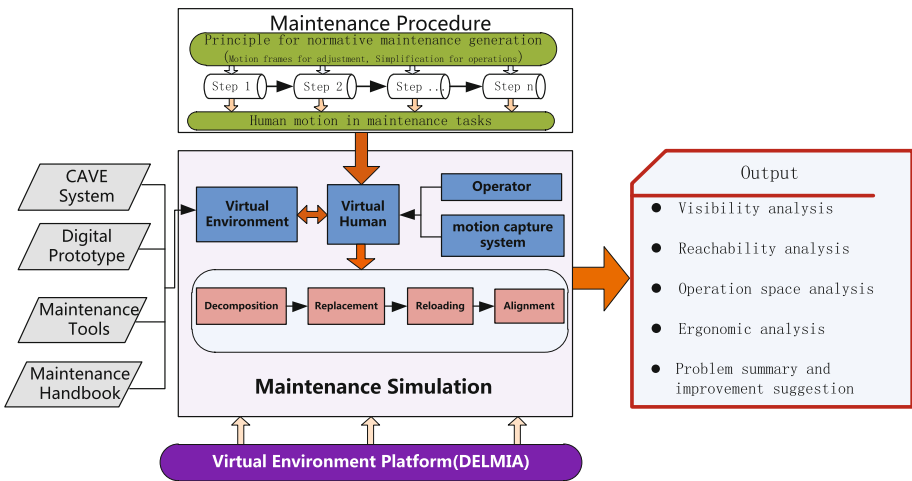 Maintenance Procedure
Principle for normative maintenance generation
(Motion frames for adjustment, Simplification for operations)
Step 1
Step 2
Step ...
Step n
Human motion in maintenance tasks
CAVE
System
Digital
Prototype
Maintenance
Tools
Maintenance
Handbook
Virtual
Environment
Virtual
Human
Operator
motion capture
system
Decomposition
Replacement
Reloading
Alignment
Maintenance Simulation
Virtual Environment Platform(DELMIA)
Output
● Visibility analysis
● Reachability analysis
● Operation space analysis
● Ergonomic analysis
● Problem summary and
improvement suggestion